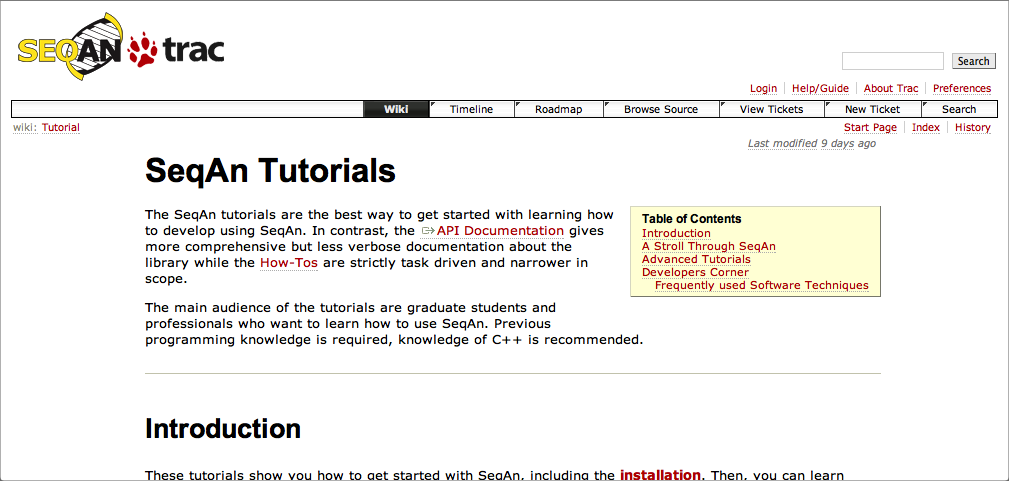 SEQAN trac
Search
Login Help/Guide About Trac Preferences
Wiki Timeline Roadmap Browse Source View Tickets New Ticket Search
wiki: Tutorial
Start Page Index History
Last modified 9 days ago
SeqAn Tutorials
The SeqAn tutorials are the best way to get started with learning how
to develop using SeqAn. In contrast, the API Documentation gives
more comprehensive but less verbose documentation about the
library while the How-Tos are strictly task driven and narrower in
scope.
Table of Contents
Introduction
A Stroll Through SeqAn
Advanced Tutorials
Developers Corner
Frequently used Software Techniques
The main audience of the tutorials are graduate students and
professionals who want to learn how to use SeqAn. Previous
programming knowledge is required, knowledge of C++ is recommended.
Introduction
These tutorials show you how to get started with SeqAn, including the installation. Then, you can learn